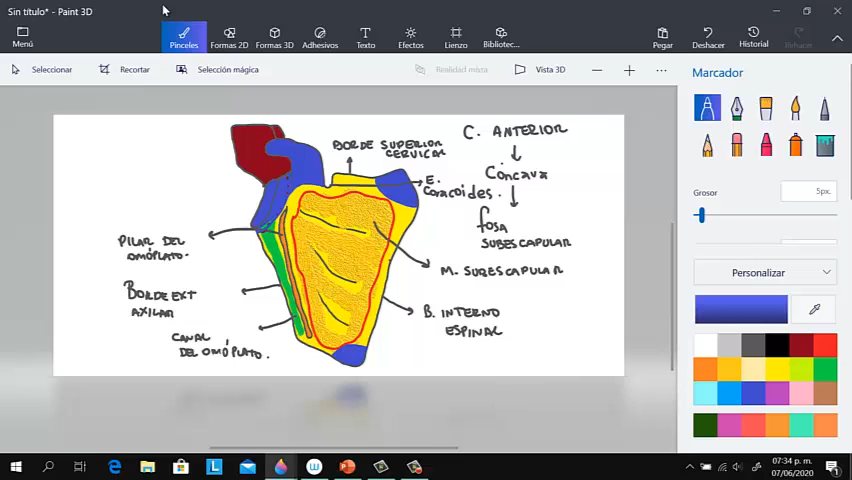 Sin título* - Paint 3D
Menú
Pinceles
Formas 2D
Formas 3D
Adhesivos
Texto
Efectos
Lienzo
Bibliotec...
Pegar
Deshacer
Historial
Rehacer
Seleccionar
Recortar
Selección mágica
Realidad mixta
Vista 3D
Marcador
Grosor
5px.
Personalizar
BORDE SUPERIOR
CERVICAL
C. ANTERIOR
Cóncava
fosa
SUBESCAPULAR
E.
Coracoides.
M. SUBESCAPULAR
B. INTERNO
ESPINAL
PILAR DEL
OMÓPLATO.
BORDE EXT
AXILAR
CANAL
DEL OMÓPLATO.
07:34 p. m.
07/06/2020